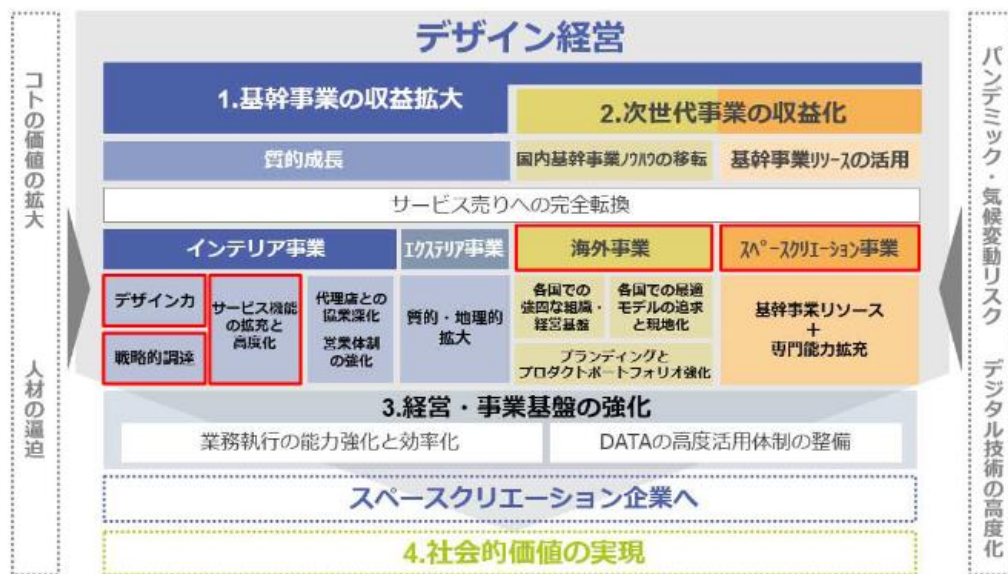 デザイン経営
コトの価値の拡大
人材の逼迫
1.基幹事業の収益拡大
2.次世代事業の収益化
質的成長
国内基幹事業ﾉｳﾊｳの移転
基幹事業ﾘｿｰｽの活用
サービス売りへの完全転換
インテリア事業
ｴｸｽﾃﾘｱ事業
海外事業
ｽﾍﾟｰｽｸﾘｴｰｼｮﾝ事業
デザイン力
戦略的調達
サービス機能
の拡充と
高度化
代理店との
協業深化
営業体制
の強化
質的・地理的
拡大
各国での
強固な組織・
経営基盤
各国での最適
モデルの追求
と現地化
ブランディングと
プロダクトポートフォリオ強化
基幹事業リソース
+
専門能力拡充
3.経営・事業基盤の強化
業務執行の能力強化と効率化
DATAの高度活用体制の整備
スペースクリエーション企業へ
4.社会的価値の実現
パンデミック・気候変動リスク
デジタル技術の高度化